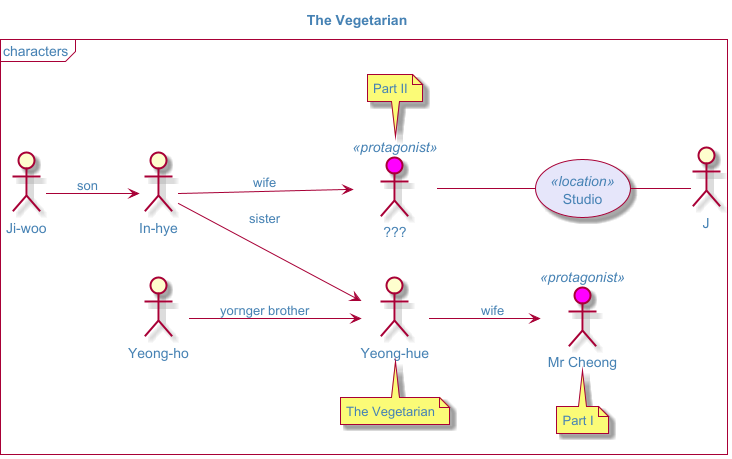 The Vegetarian
characters
Part II
«protagonist»
son
wife
«location»
Studio
Ji-woo
In-hye
sister
???
J
«protagonist»
yoгnger brother
wife
Yeong-ho
Yeong-hue
Mr Cheong
The Vegetarian
Part I